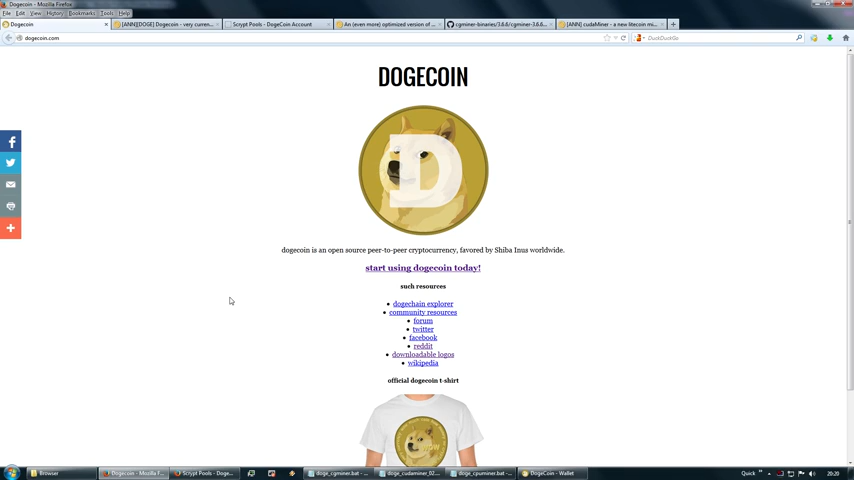 Dogecoin - Mozilla Firefox
File Edit View History Bookmarks Tools Help
Dogecoin
[ANN][DOGE] Dogecoin - very curren...
Scrypt Pools - DogeCoin Account
An (even more) optimized version of ...
cgminer-binaries/3.6.6/cgminer-3.6.6...
[ANN] cudaMiner - a new litecoin mi...
dogecoin.com
DuckDuckGo
DOGECOIN
D
dogecoin is an open source peer-to-peer cryptocurrency, favored by Shiba Inus worldwide.
start using dogecoin today!
such resources
dogechain explorer
community resources
forum
twitter
facebook
reddit
downloadable logos
wikipedia
official dogecoin t-shirt
WOW
Browser
Dogecoin - Mozilla F...
Scrypt Pools - Doge...
doge_cgminer.bat - ...
doge_cudaminer_02...
doge_cpuminer.bat -...
DogeCoin - Wallet
Quick
20:20